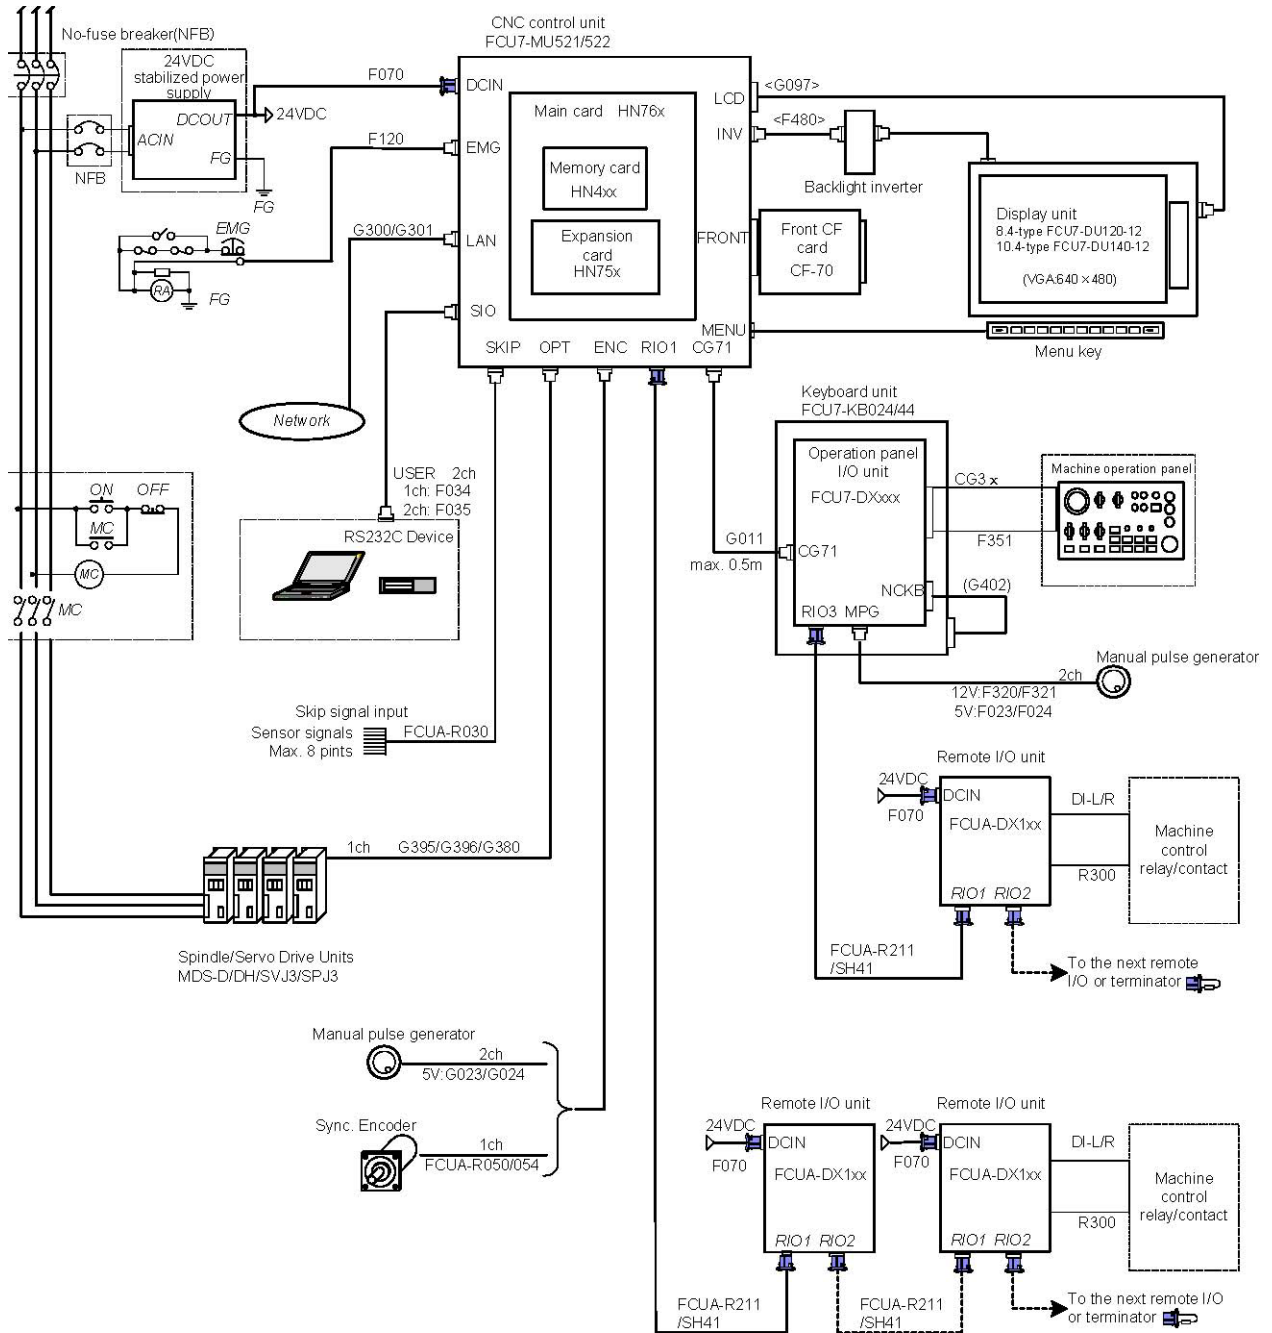 CNC control unit
FCU7-MU521/522
No-fuse breaker(NFB)
24VDC
stabilized power
supply
DCOUT
ACIN
FG
24VDC
NFB
FG
F070
DCIN
F120
EMG
EMG
RA
FG
G300/G301
LAN
SIO
Main card HN76x
Memory card
HN4xx
Expansion
card
HN75x
LCD
<G097>
INV
<F480>
Backlight inverter
FRONT
Front CF
card
CF-70
Display unit
8.4-type FCU7-DU120-12
10.4-type FCU7-DU140-12
(VGA:640×480)
MENU
Menu key
SKIP OPT ENC RIO1 CG71
Network
USER 2ch
1ch: F034
2ch: F035
RS232C Device
ON OFF
MC
MC
MC
Keyboard unit
FCU7-KB024/44
Operation panel
I/O unit
FCU7-DXxxx
CG71
G011
max. 0.5m
NCKB
(G402)
RIO3 MPG
CG3 x
F351
Machine operation panel
Manual pulse generator
2ch
12V:F320/F321
5V:F023/F024
Skip signal input
Sensor signals
Max. 8 pints
FCUA-R030
Remote I/O unit
24VDC
F070
DCIN
FCUA-DX1xx
RIO1 RIO2
DI-L/R
R300
Machine
control
relay/contact
FCUA-R211
/SH41
To the next remote
I/O or terminator
1ch
G395/G396/G380
Spindle/Servo Drive Units
MDS-D/DH/SVJ3/SPJ3
Manual pulse generator
2ch
5V:G023/G024
Sync. Encoder
1ch
FCUA-R050/054
Remote I/O unit
24VDC
F070
DCIN
FCUA-DX1xx
RIO1 RIO2
FCUA-R211
/SH41
Remote I/O unit
24VDC
F070
DCIN
FCUA-DX1xx
RIO1 RIO2
FCUA-R211
/SH41
DI-L/R
R300
Machine
control
relay/contact
To the next remote I/O
or terminator